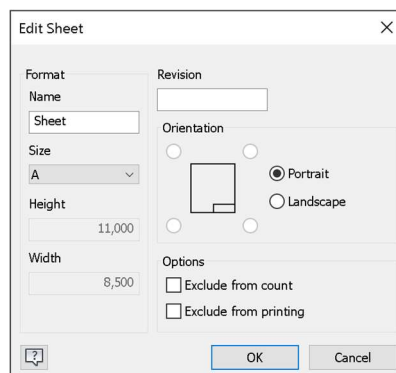 Edit Sheet
Format
Name
Sheet
Size
A
Height
11,000
Width
8,500
Revision
Orientation
Portrait
Landscape
Options
Exclude from count
Exclude from printing
?
OK
Cancel